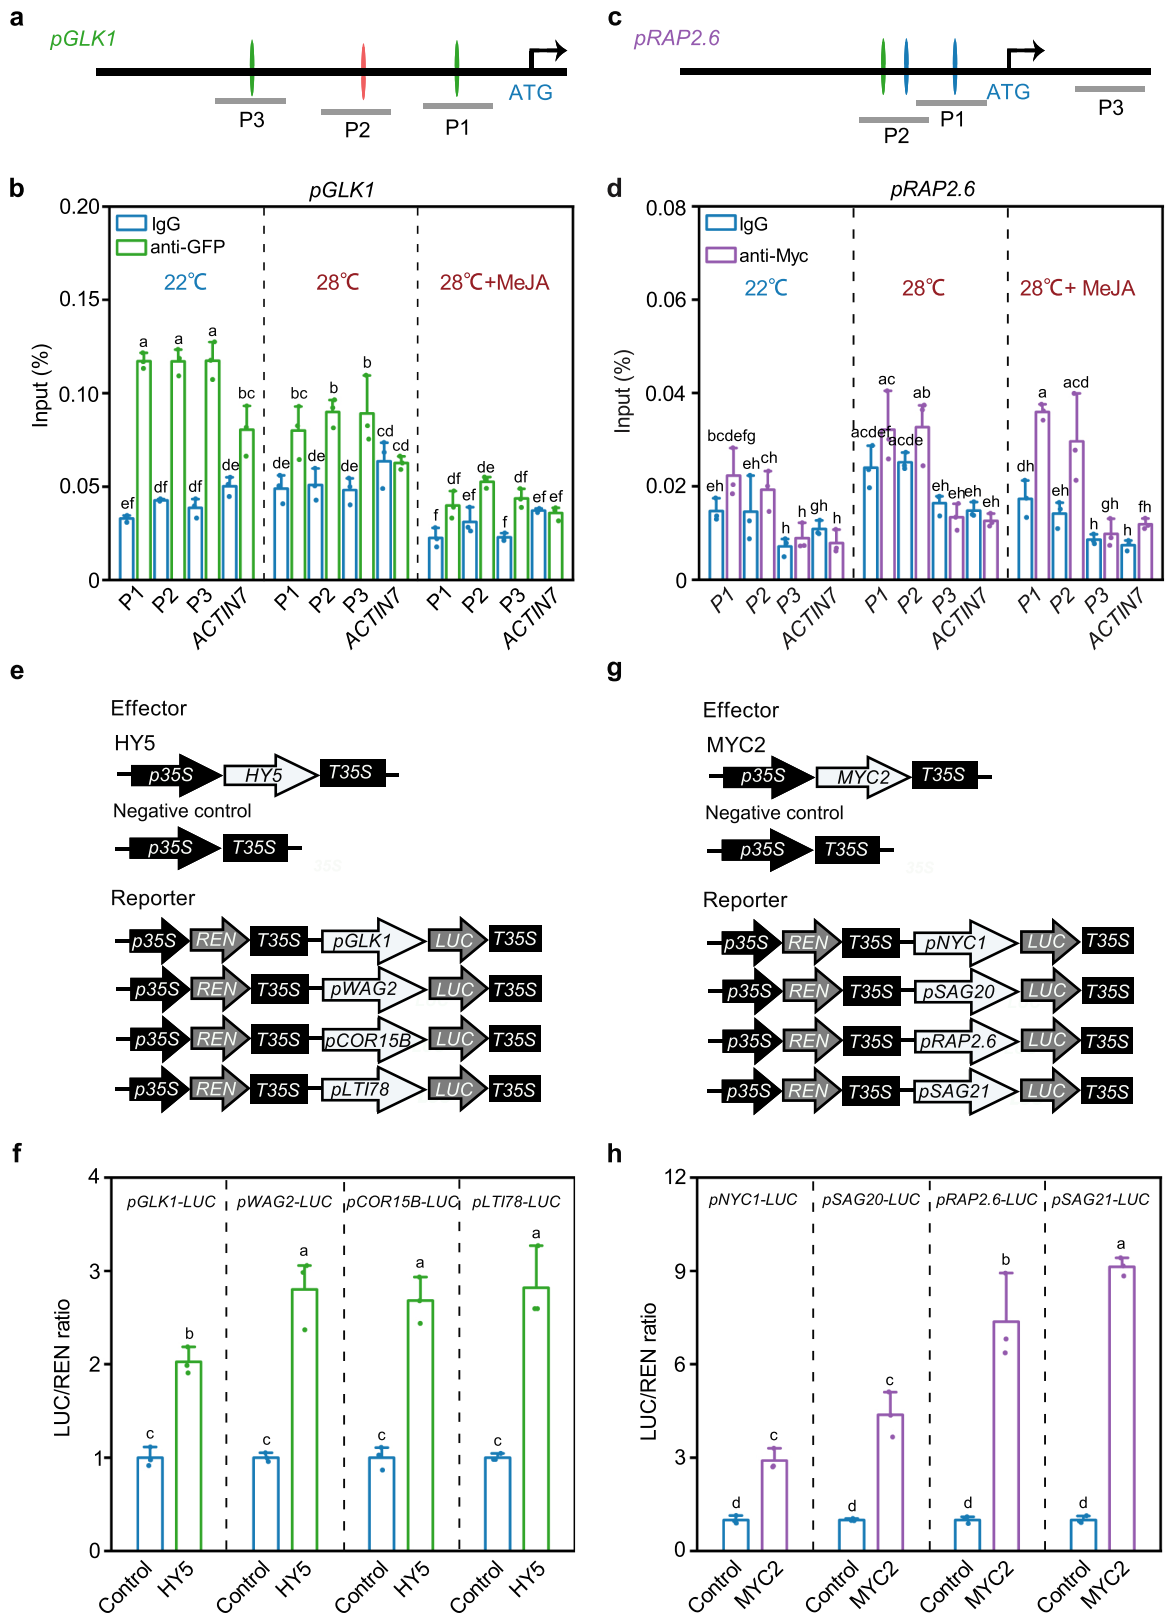 a
pGLK1
ATG
P3
P2
P1
c
pRAP2.6
ATG
P1
P2
P3
b
pGLK1
0.20
0.15
0.10
0.05
0
Input (%)
IgG
anti-GFP
22℃
28℃
28℃+MeJA
ef a df a df a de bc
de bc de b de b cd cd
f df ef de f df ef ef
P1 P2 P3 ACTIN7
P1 P2 P3 ACTIN7
P1 P2 P3 ACTIN7
d
pRAP2.6
0.08
0.06
0.04
0.02
0
Input (%)
IgG
anti-Myc
22℃
28℃
28℃+ MeJA
eh bcdefg eh ch h h gh h
acdef ac acde ab eh eh eh eh
dh a eh acd h gh h fh
P1 P2 P3 ACTIN7
P1 P2 P3 ACTIN7
P1 P2 P3 ACTIN7
e
Effector
HY5
p35S HY5 T35S
Negative control
p35S T35S
35S
Reporter
p35S REN T35S pGLK1 LUC T35S
p35S REN T35S pWAG2 LUC T35S
p35S REN T35S pCOR15B LUC T35S
p35S REN T35S pLTI78 LUC T35S
g
Effector
MYC2
p35S MYC2 T35S
Negative control
p35S T35S
35S
Reporter
p35S REN T35S pNYC1 LUC T35S
p35S REN T35S pSAG20 LUC T35S
p35S REN T35S pRAP2.6 LUC T35S
p35S REN T35S pSAG21 LUC T35S
f
4
3
2
1
0
LUC/REN ratio
pGLK1-LUC pWAG2-LUC pCOR15B-LUC pLTI78-LUC
c b c a c a c a
Control HY5 Control HY5 Control HY5 Control HY5
h
12
9
6
3
0
LUC/REN ratio
pNYC1-LUC pSAG20-LUC pRAP2.6-LUC pSAG21-LUC
d c d c d b d a
Control MYC2 Control MYC2 Control MYC2 Control MYC2